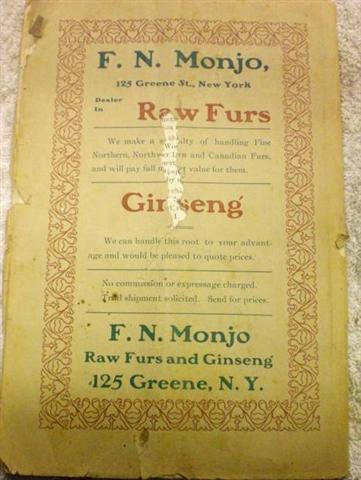 F. N. Monjo,
125 Greene St., New York
Dealer
In
Raw Furs
We make a alty of handling Fine
Northern, Northwe ern and Canadian Furs,
and will pay full value for them.
Ginseng
We can handle this root to your advant-
age and would be pleased to quote prices.
No commission or expressage charged.
Trial shipment solicited. Send for prices.
F. N. Monjo
Raw Furs and Ginseng
125 Greene, N. Y.